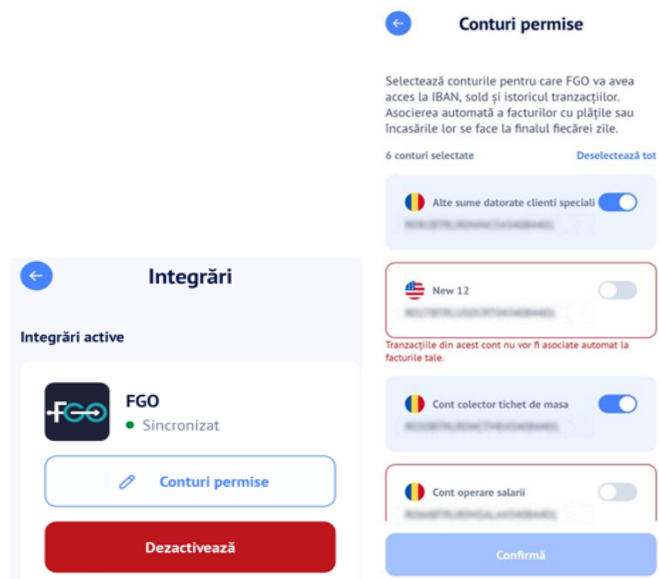 Integrări
Integrări active
FGO
FGO
Sincronizat
Conturi permise
Dezactivează
Conturi permise
Selectează conturile pentru care FGO va avea
acces la IBAN, sold și istoricul tranzacțiilor.
Asocierea automată a facturilor cu plățile sau
încasările lor se face la finalul fiecărei zile.
6 conturi selectate
Deselectează tot
Alte sume datorate clienti speciali
New 12
Tranzacțiile din acest cont nu vor fi asociate automat la
facturile tale.
Cont colector tichet de masa
Cont operare salarii
Confirmă